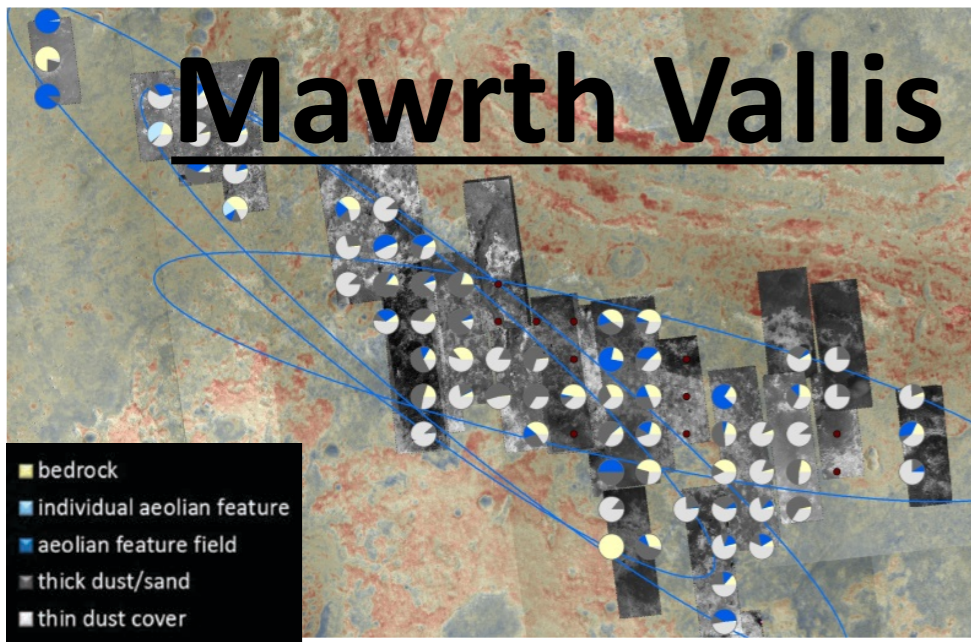 Mawrth Vallis
bedrock
individual aeolian feature
aeolian feature field
thick dust/sand
thin dust cover